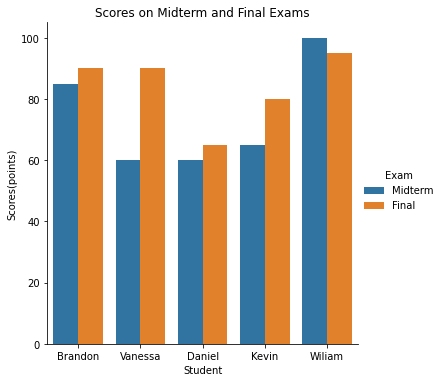 Scores on Midterm and Final Exams
100
80
60
40
20
0
Scores(points)
Brandon Vanessa Daniel Kevin Wiliam
Student
Exam
Midterm
Final